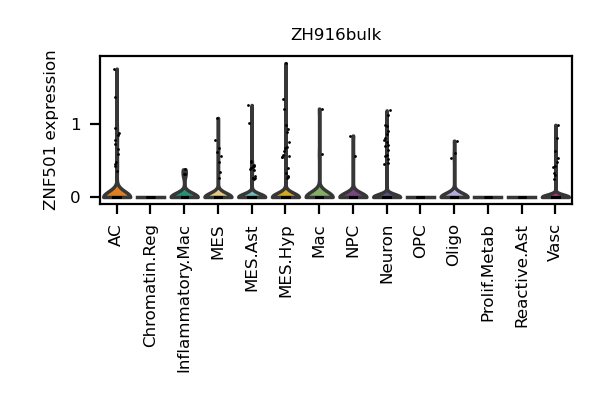 ZH916bulk
ZNF501 expression
1
0
AC
Chromatin.Reg
Inflammatory.Mac
MES
MES.Ast
MES.Hyp
Mac
NPC
Neuron
OPC
Oligo
Prolif.Metab
Reactive.Ast
Vasc